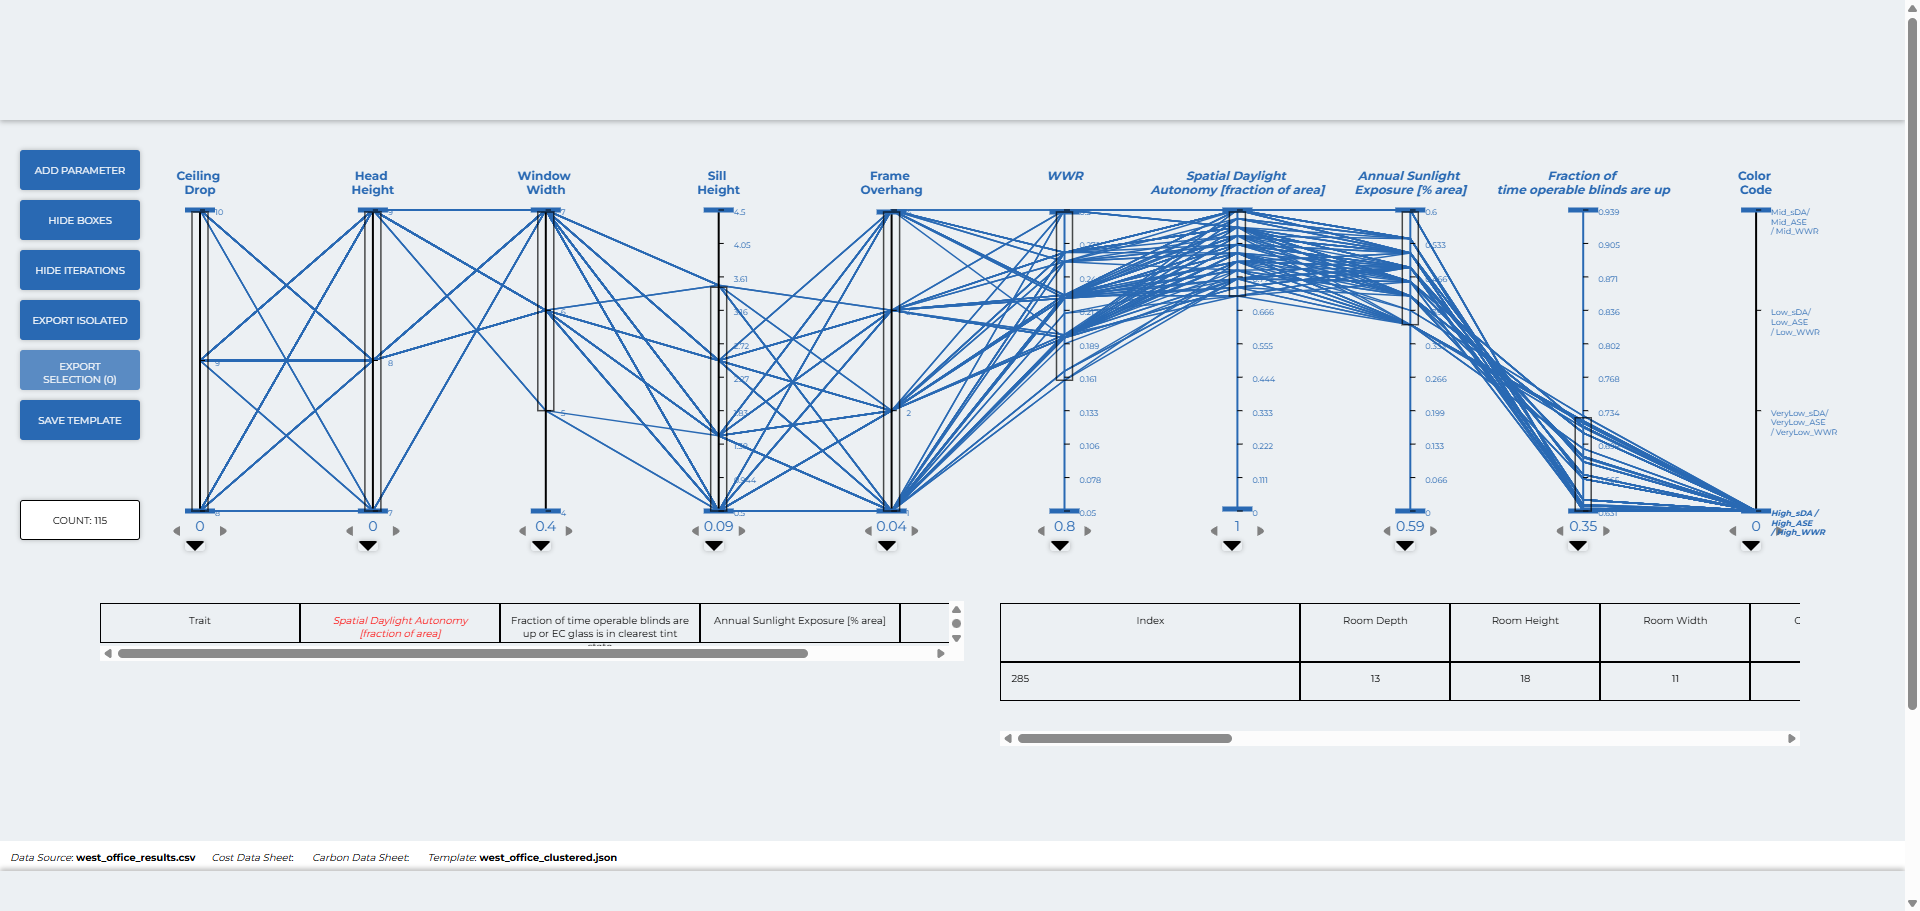 ADD PARAMETER
HIDE BOXES
HIDE ITERATIONS
EXPORT ISOLATED
EXPORT
SELECTION (0)
SAVE TEMPLATE
COUNT: 115
Ceiling
Drop
10
9
8
0
Head
Height
9
8
7
0
Window
Width
7
6
5
4
0.4
Sill
Height
4.5
4.05
3.61
3.16
2.72
2.27
1.83
1.38
0.944
0.5
0.09
Frame
Overhang
2
1
0.04
WWR
0.189
0.161
0.133
0.106
0.078
0.05
0.8
Spatial Daylight
Autonomy [fraction of area]
0.666
0.555
0.444
0.333
0.222
0.111
0
1
Annual Sunlight
Exposure [% area]
0.6
0.533
0.266
0.199
0.133
0.066
0
0.59
Fraction of
time operable blinds are up
0.939
0.905
0.871
0.836
0.802
0.768
0.734
0.631
0.35
Color
Code
Mid_sDA/
Mid_ASE
/ Mid_WWR
Low_sDA/
Low_ASE
/ Low_WWR
VeryLow_sDA/
VeryLow_ASE
/ VeryLow_WWR
High_sDA /
High_ASE
/ High_WWR
0
Trait
Spatial Daylight Autonomy
[fraction of area]
Fraction of time operable blinds are
up or EC glass is in clearest tint
Annual Sunlight Exposure [% area]
Index
Room Depth
Room Height
Room Width
285
13
18
11
Data Source: west_office_results.csv Cost Data Sheet: Carbon Data Sheet: Template: west_office_clustered.json